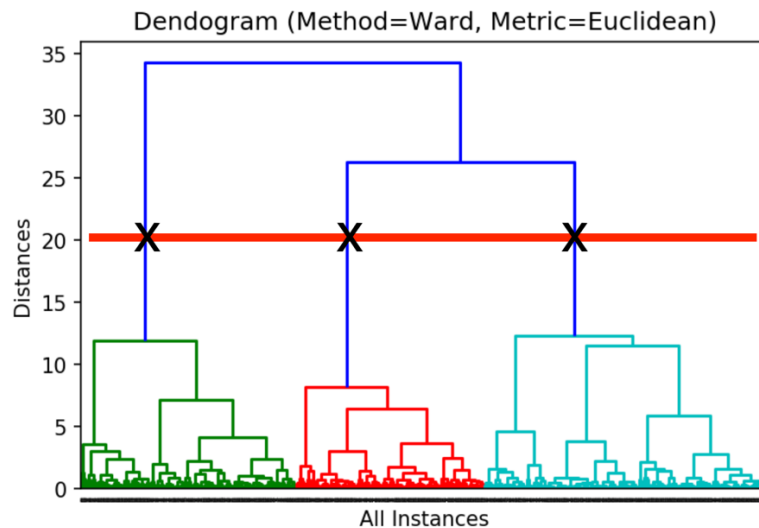 Dendogram (Method=Ward, Metric=Euclidean)
35
30
25
20
15
10
5
0
Distances
X X X
All Instances